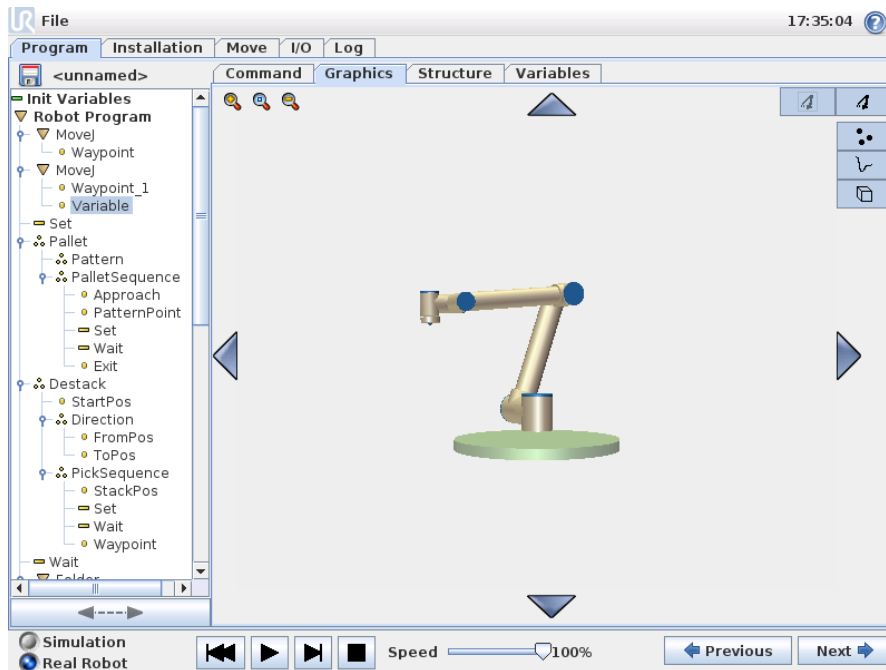 UR File 17:35:04 ?
Program Installation Move I/O Log
<unnamed> Command Graphics Structure Variables
Init Variables
Robot Program
MoveJ
Waypoint
MoveJ
Waypoint_1
Variable
Set
Pallet
Pattern
PalletSequence
Approach
PatternPoint
Set
Wait
Exit
Destack
StartPos
Direction
FromPos
ToPos
PickSequence
StackPos
Set
Wait
Waypoint
Wait
Folder
Simulation
Real Robot
Speed 100% Previous Next